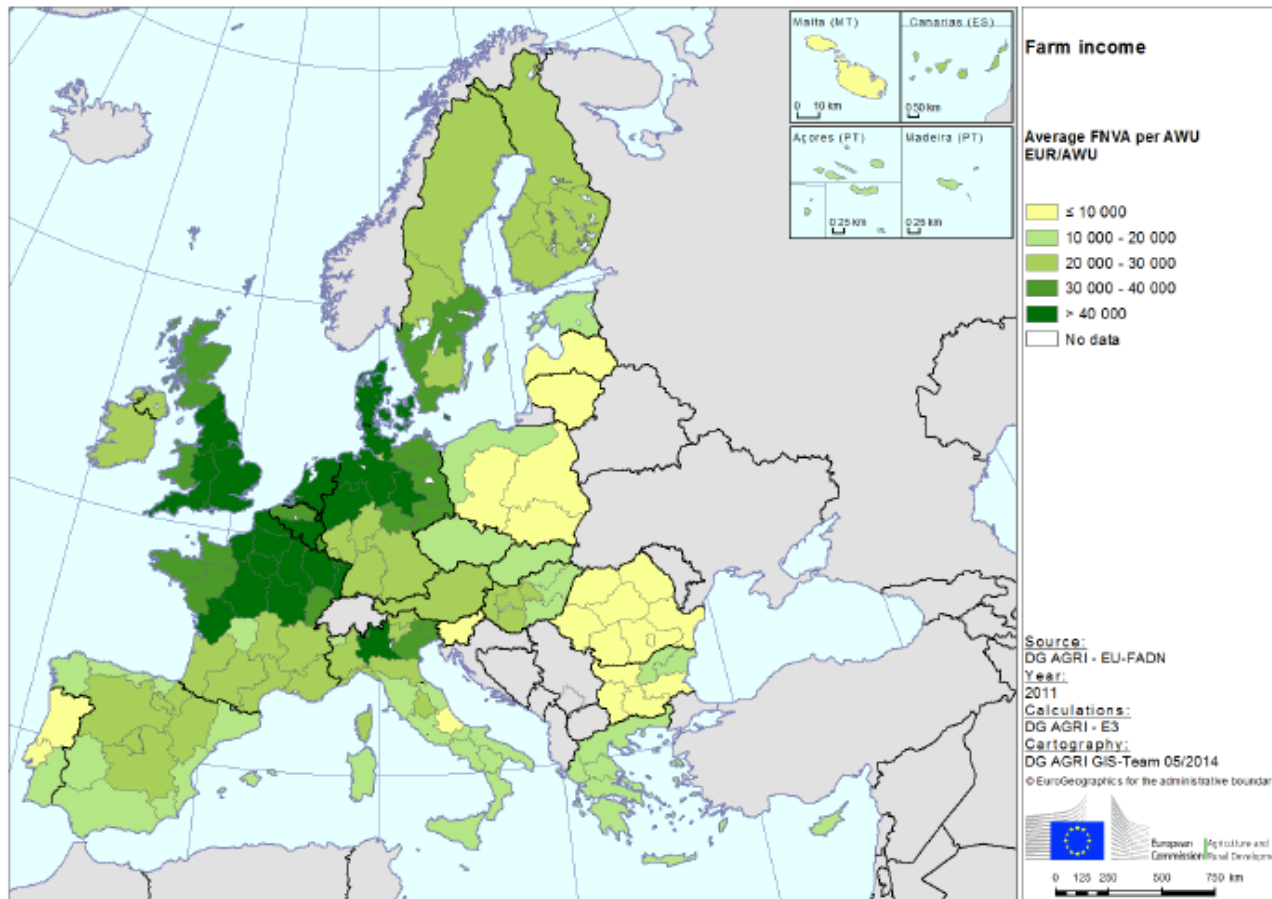 Malta (MT)
0 10 km
Canarias (ES)
0 50 km
Açores (PT)
0 25 km
Madeira (PT)
0 25 km
Farm income
Average FNVA per AWU
EUR/AWU
≤ 10 000
10 000 - 20 000
20 000 - 30 000
30 000 - 40 000
> 40 000
No data
Source:
DG AGRI - EU-FADN
Year:
2011
Calculations:
DG AGRI - E3
Cartography:
DG AGRI GIS-Team 05/2014
© EuroGeographics for the administrative boundar
European
Commission
Agriculture and
Rural Developme
0 125 250 500 750 km